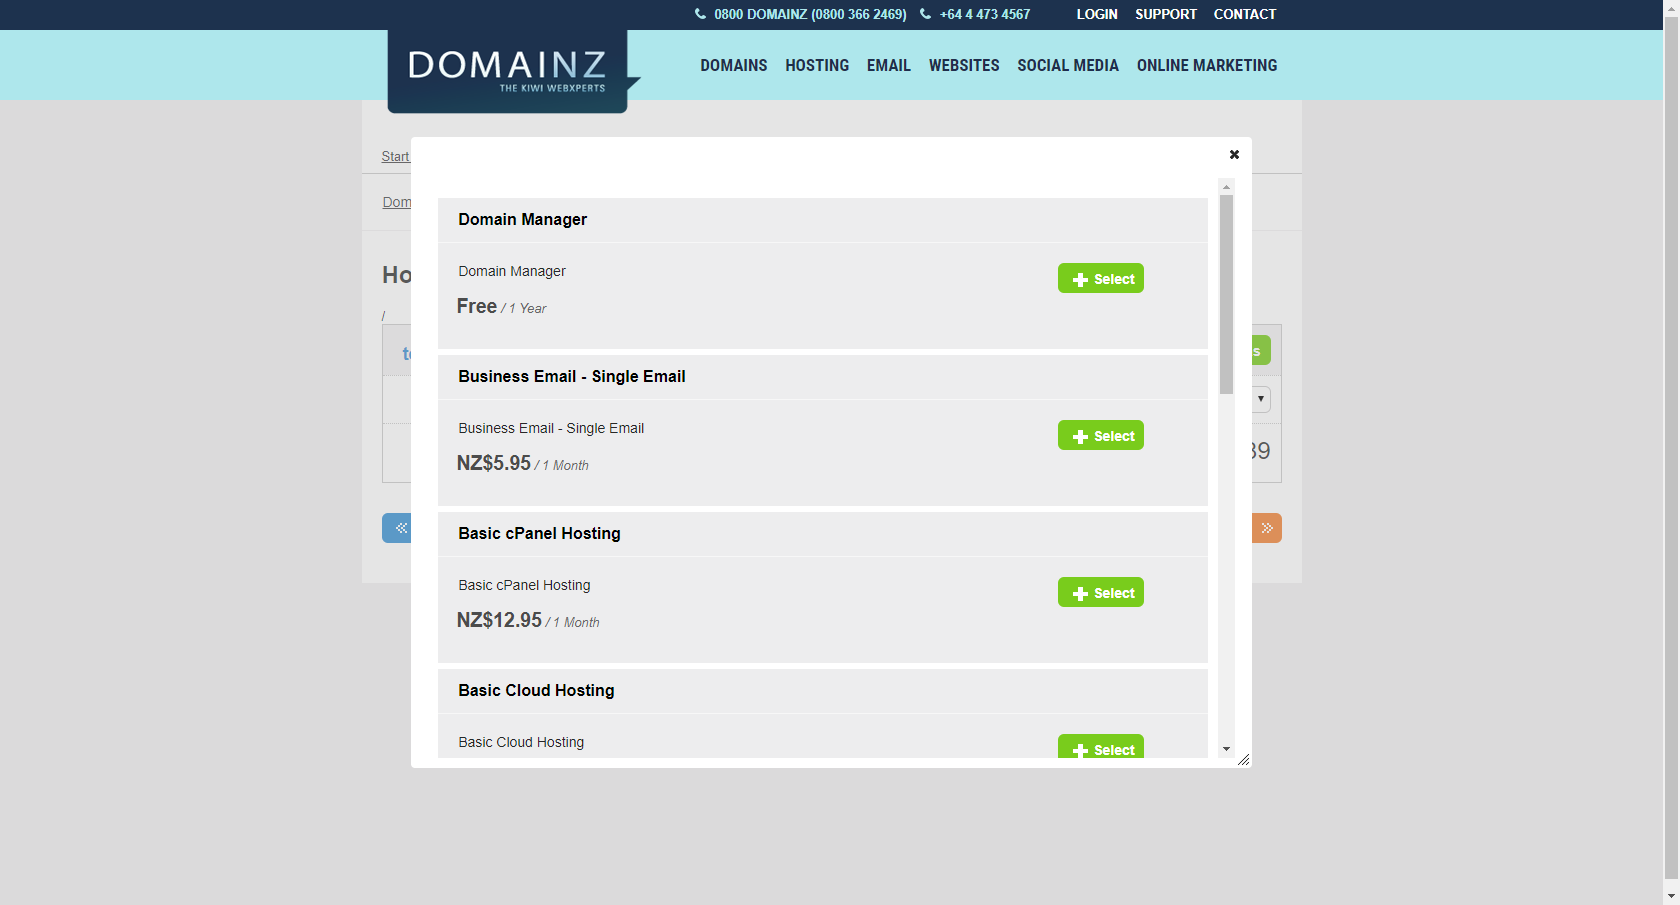 0800 DOMAINZ (0800 366 2469) +64 4 473 4567 LOGIN SUPPORT CONTACT
DOMAINZ
THE KIWI WEBXPERTS
DOMAINS HOSTING EMAIL WEBSITES SOCIAL MEDIA ONLINE MARKETING
Start
Dom
Ho
/
Domain Manager
Domain Manager
Select
Free / 1 Year
Business Email - Single Email
Business Email - Single Email
Select
NZ$5.95 / 1 Month
Basic cPanel Hosting
Basic cPanel Hosting
Select
NZ$12.95 / 1 Month
Basic Cloud Hosting
Basic Cloud Hosting
Select
s
39